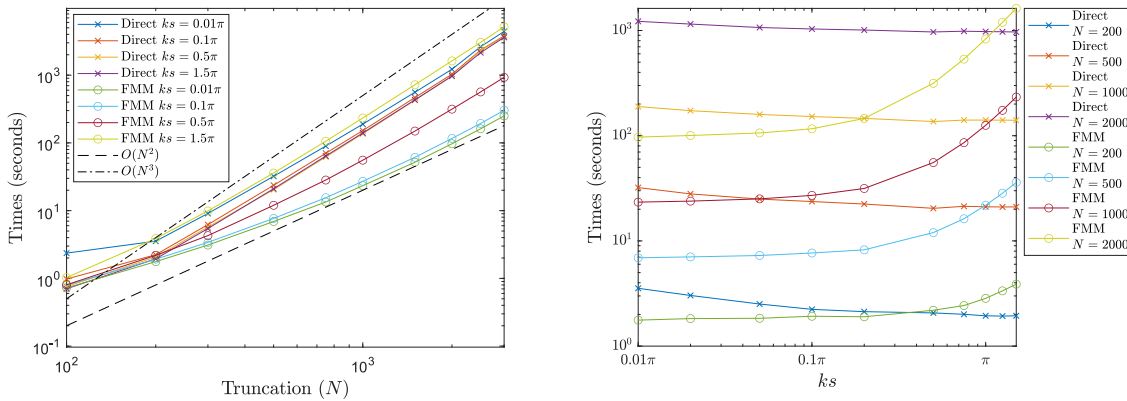 Direct ks = 0.01π
Direct ks = 0.1π
Direct ks = 0.5π
Direct ks = 1.5π
FMM ks = 0.01π
FMM ks = 0.1π
FMM ks = 0.5π
FMM ks = 1.5π
O(N²)
O(N³)
10³
10²
10¹
10⁰
10⁻¹
10²
10³
Times (seconds)
Truncation (N)
10³
10²
10¹
10⁰
0.01π
0.1π
π
Times (seconds)
ks
Direct
N = 200
Direct
N = 500
Direct
N = 1000
Direct
N = 2000
FMM
N = 200
FMM
N = 500
FMM
N = 1000
FMM
N = 2000